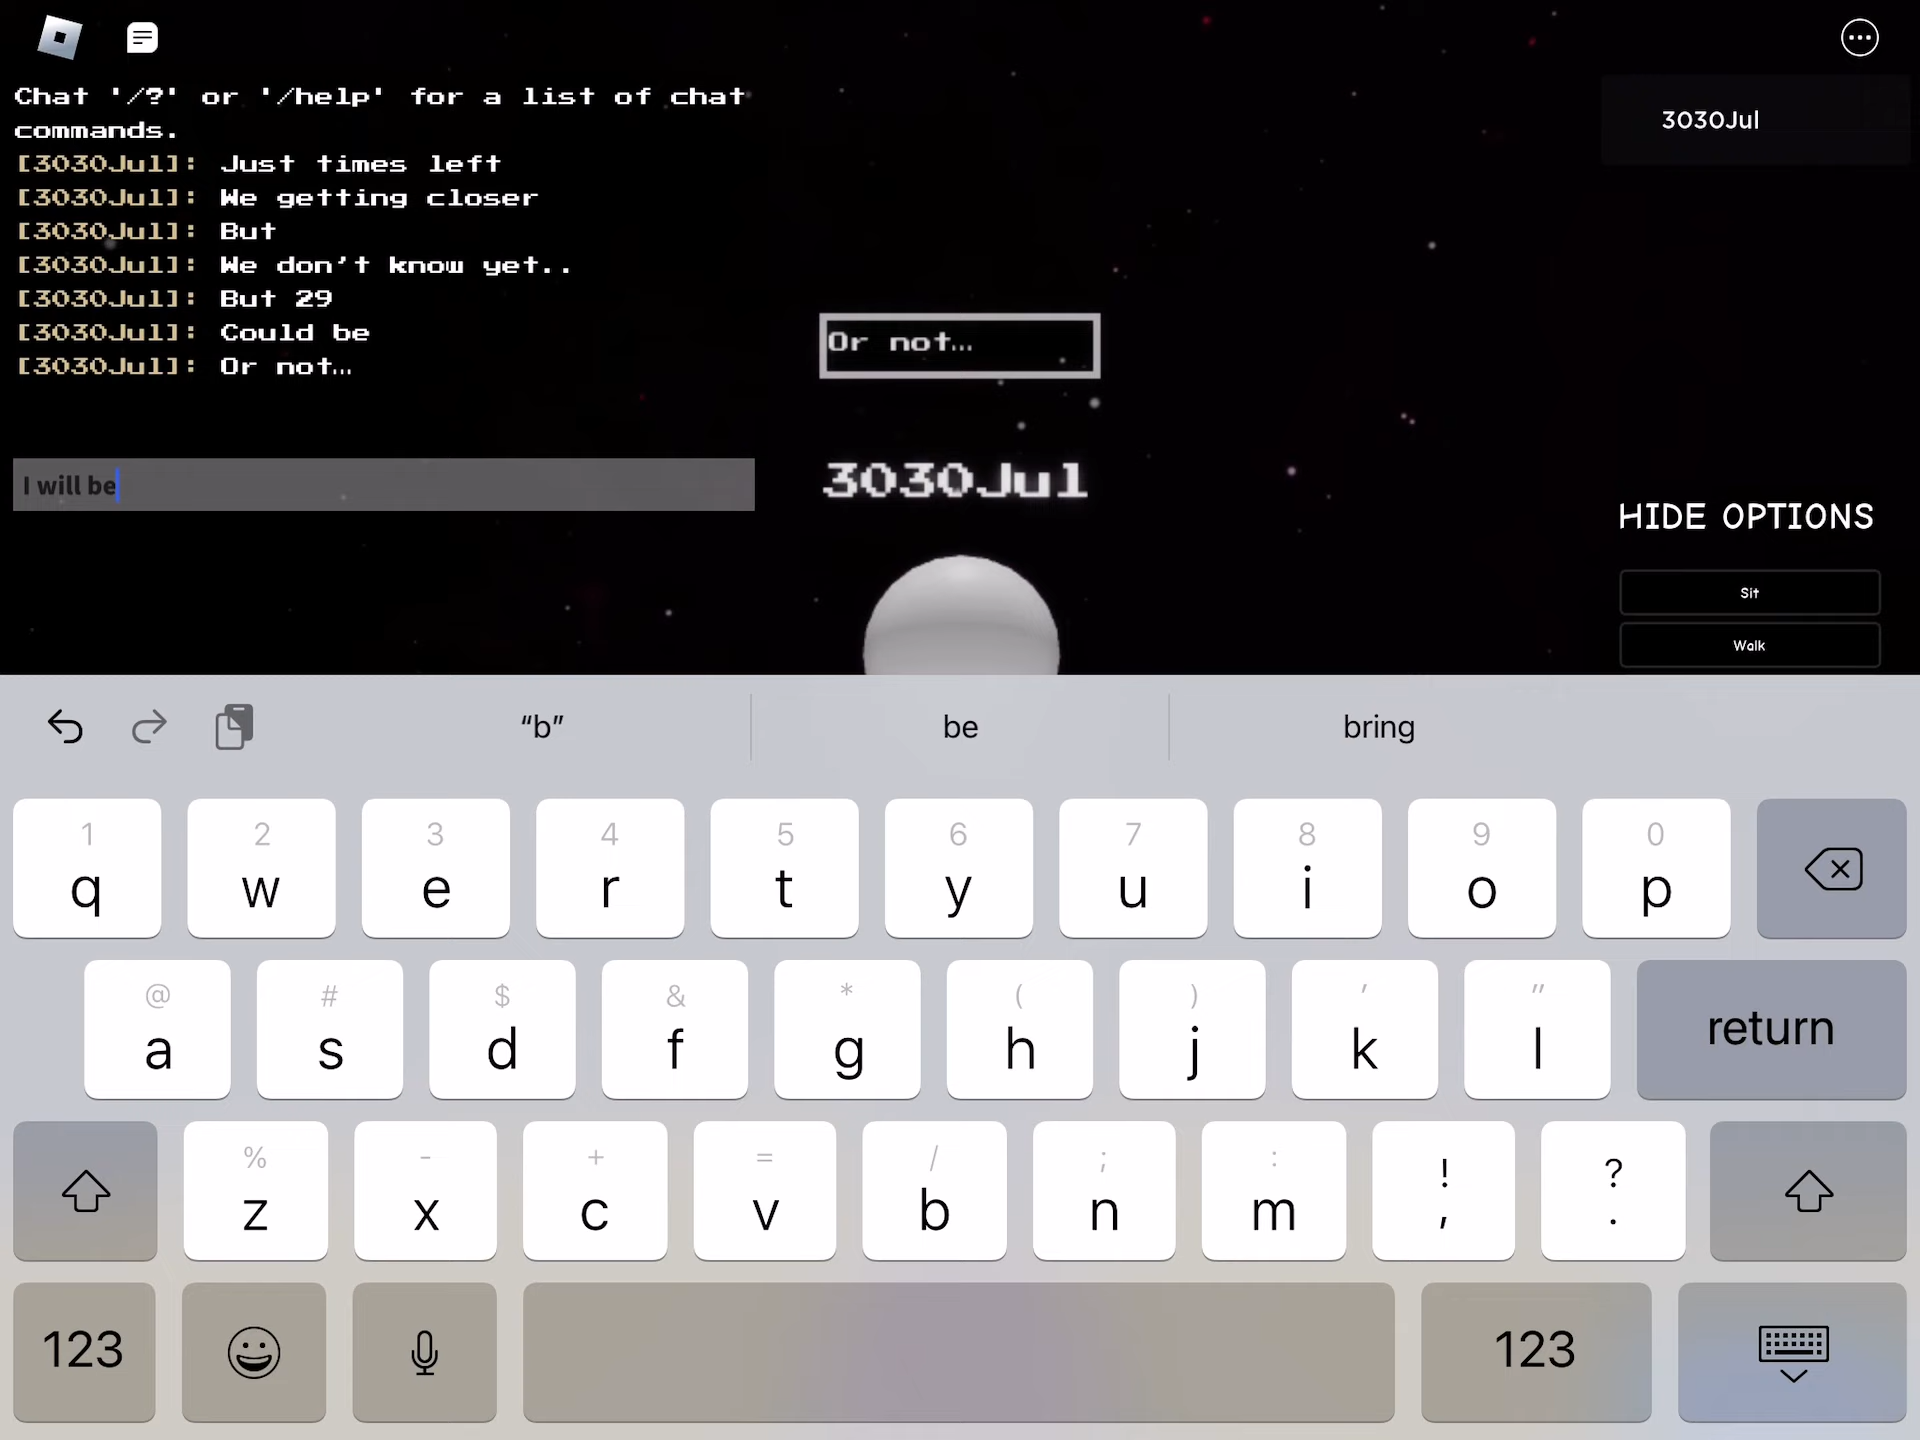 Chat '/?' or '/help' for a list of chat
commands.
[3030Jul]: Just times left
[3030Jul]: We getting closer
[3030Jul]: But
[3030Jul]: We don't know yet..
[3030Jul]: But 29
[3030Jul]: Could be
[3030Jul]: Or not…
I will be
3030Jul
Or not…
3030Jul
HIDE OPTIONS
Sit
Walk
“b” be bring
1 2 3 4 5 6 7 8 9 0
q w e r t y u i o p
@ # $ & * ( ) ' "
a s d f g h j k l return
% - + = / ; : ! ?
z x c v b n m , .
123 123